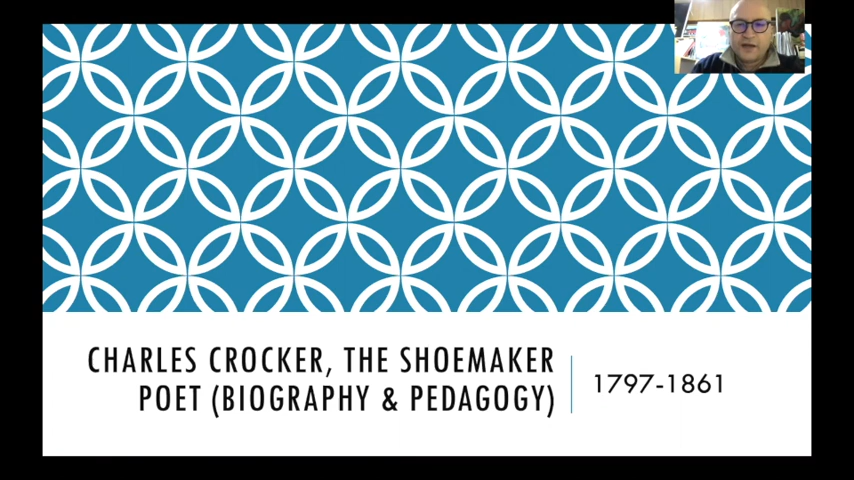 CHARLES CROCKER, THE SHOEMAKER
POET (BIOGRAPHY & PEDAGOGY)
1797-1861